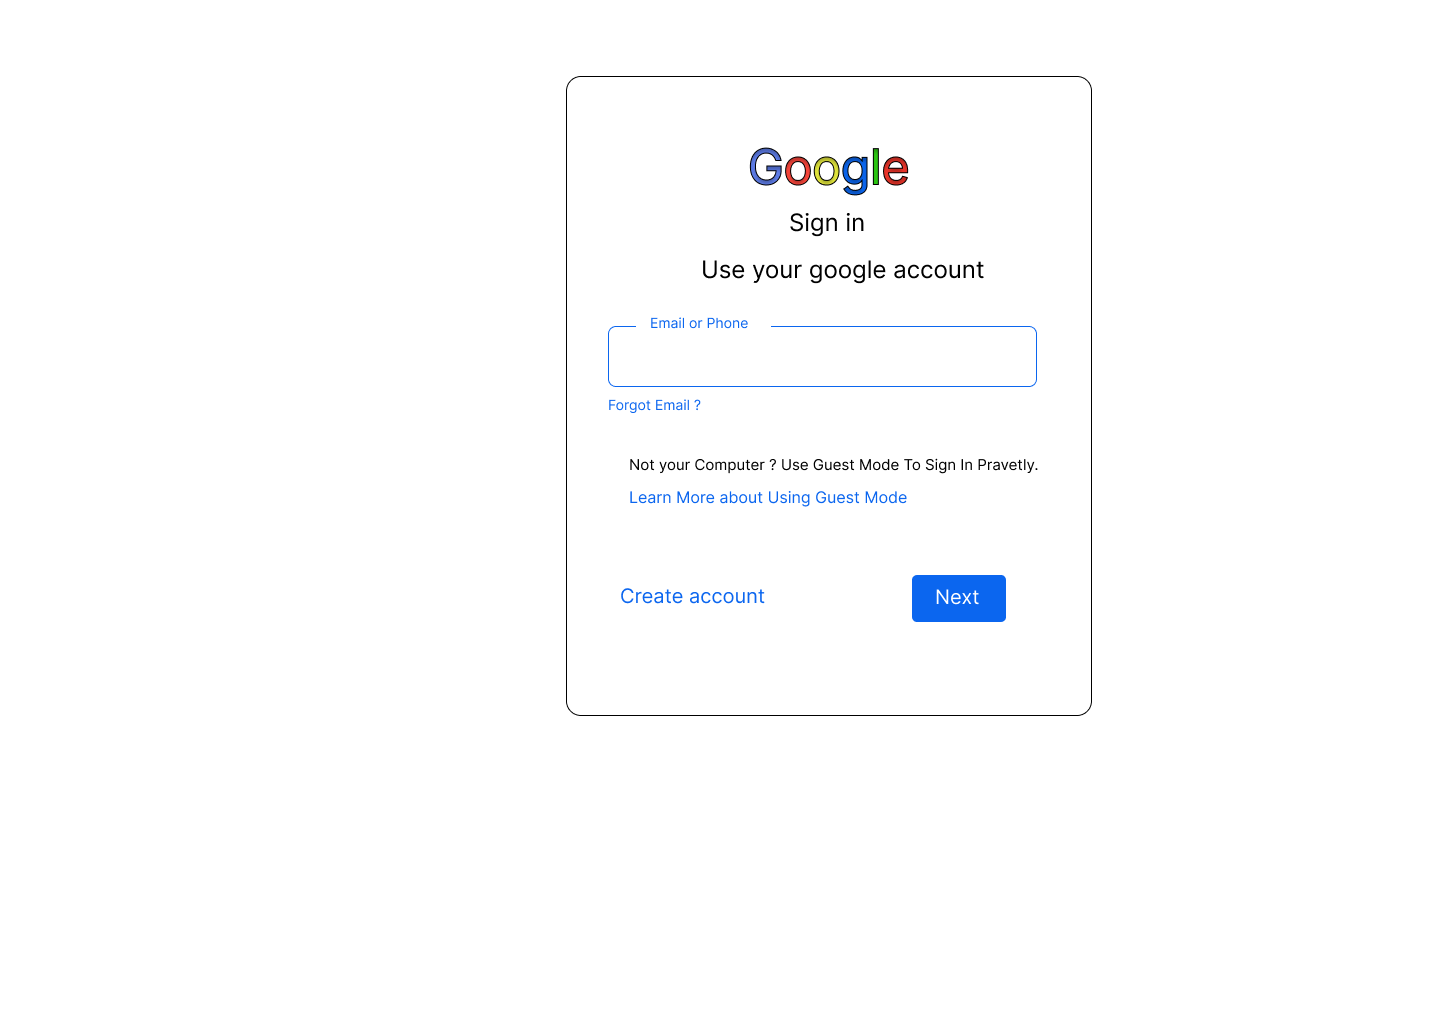 Google
Sign in
Use your google account
Email or Phone
Forgot Email ?
Not your Computer ? Use Guest Mode To Sign In Pravetly.
Learn More about Using Guest Mode
Create account
Next